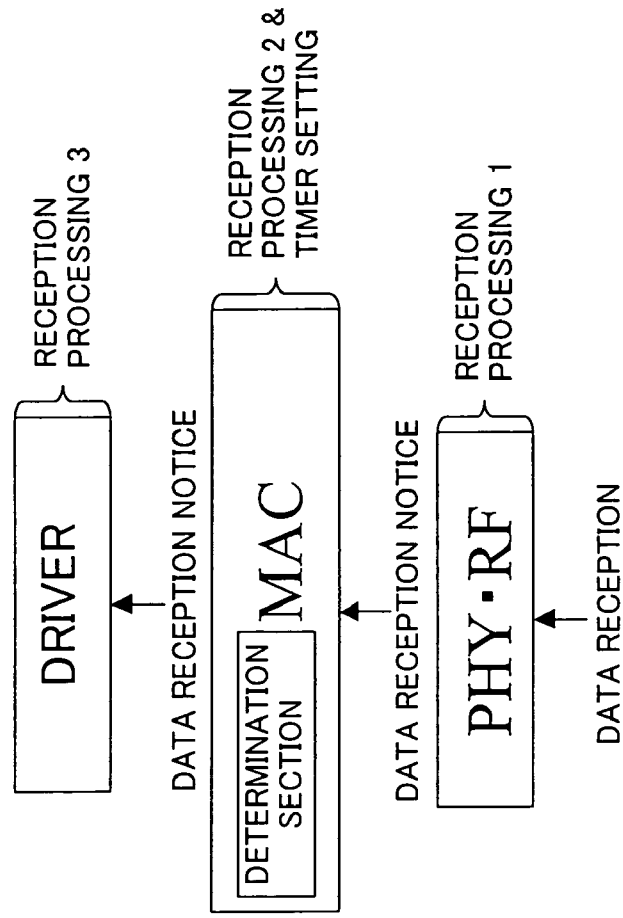 DRIVER
RECEPTION
PROCESSING 3
DATA RECEPTION NOTICE
DETERMINATION
SECTION
MAC
RECEPTION
PROCESSING 2 &
TIMER SETTING
DATA RECEPTION NOTICE
PHY·RF
RECEPTION
PROCESSING 1
DATA RECEPTION